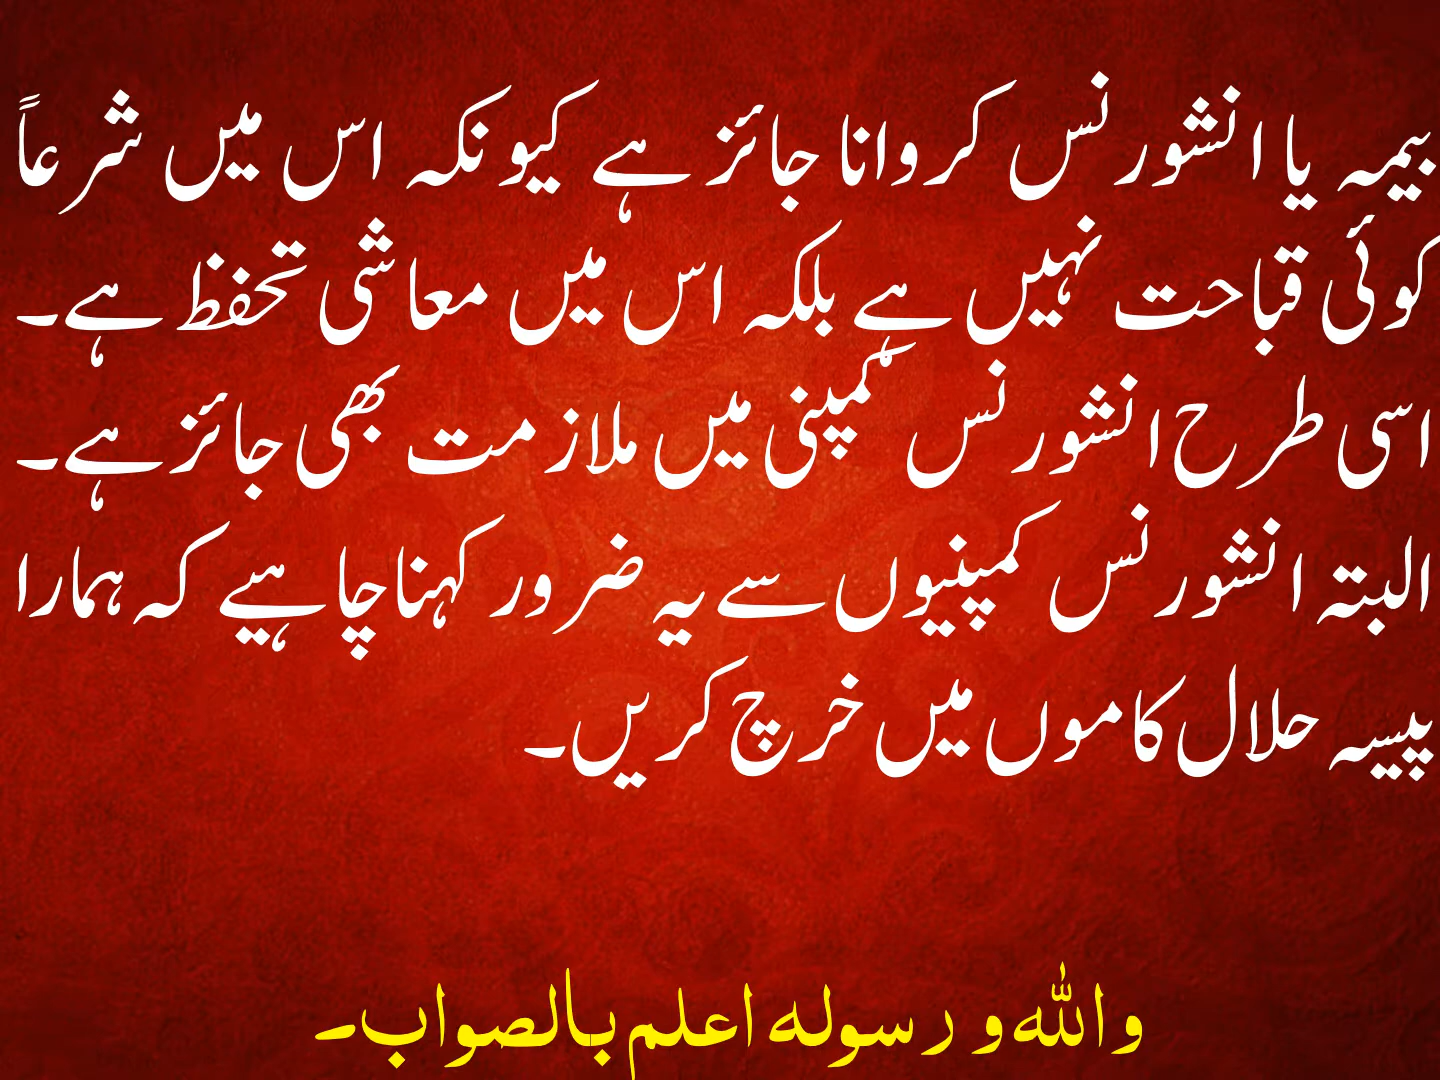 بیمہ یا انشورنس کروانا جائز ہے کیونکہ اس میں شرعاً
کوئی قباحت نہیں ہے بلکہ اس میں معاشی تحفظ ہے۔
اسی طرح انشورنس کمپنی میں ملازمت بھی جائز ہے۔
البتہ انشورنس کمپنیوں سے یہ ضرور کہنا چاہیے کہ ہمارا
پیسہ حلال کاموں میں خرچ کریں۔
واللہ و رسولہ اعلم بالصواب۔